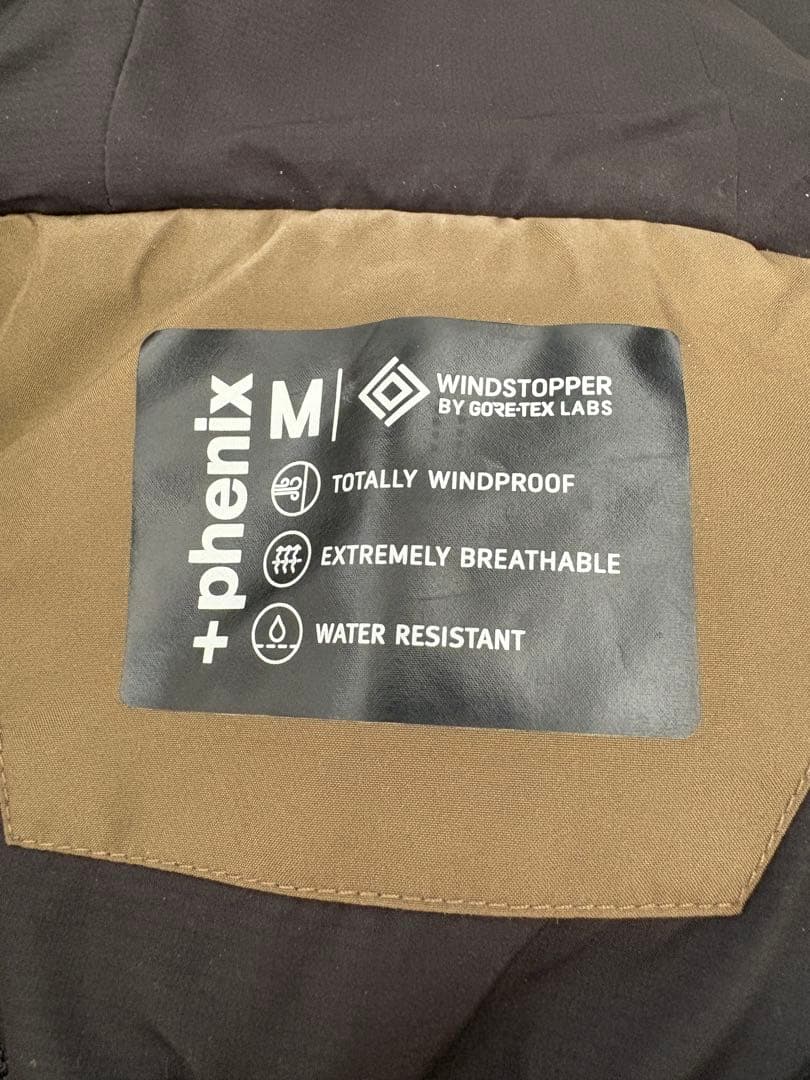 +phenix
M
WINDSTOPPER
BY GORE-TEX LABS
TOTALLY WINDPROOF
EXTREMELY BREATHABLE
WATER RESISTANT